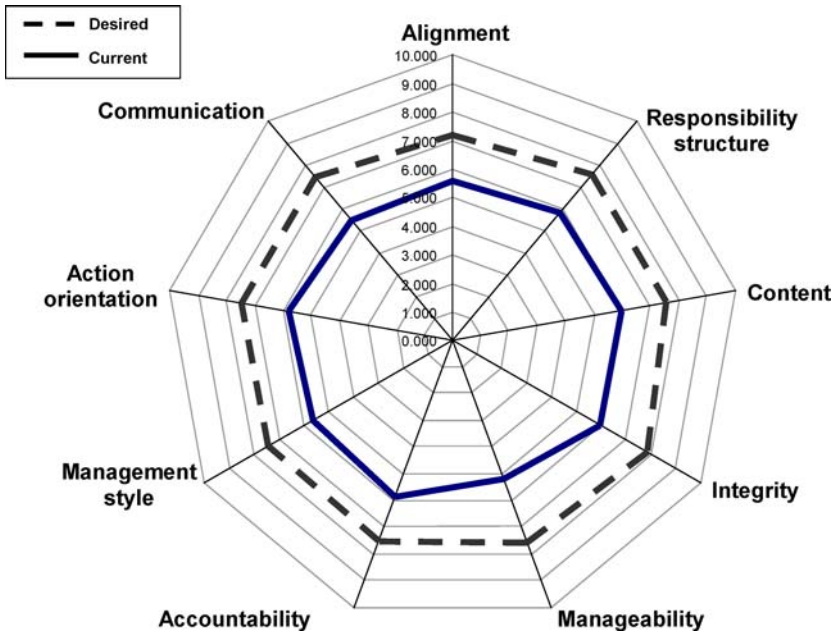 Desired
Current
Alignment
10.000
9.000
8.000
7.000
6.000
5.000
4.000
3.000
2.000
1.000
0.000
Responsibility
structure
Content
Integrity
Manageability
Accountability
Management
style
Action
orientation
Communication